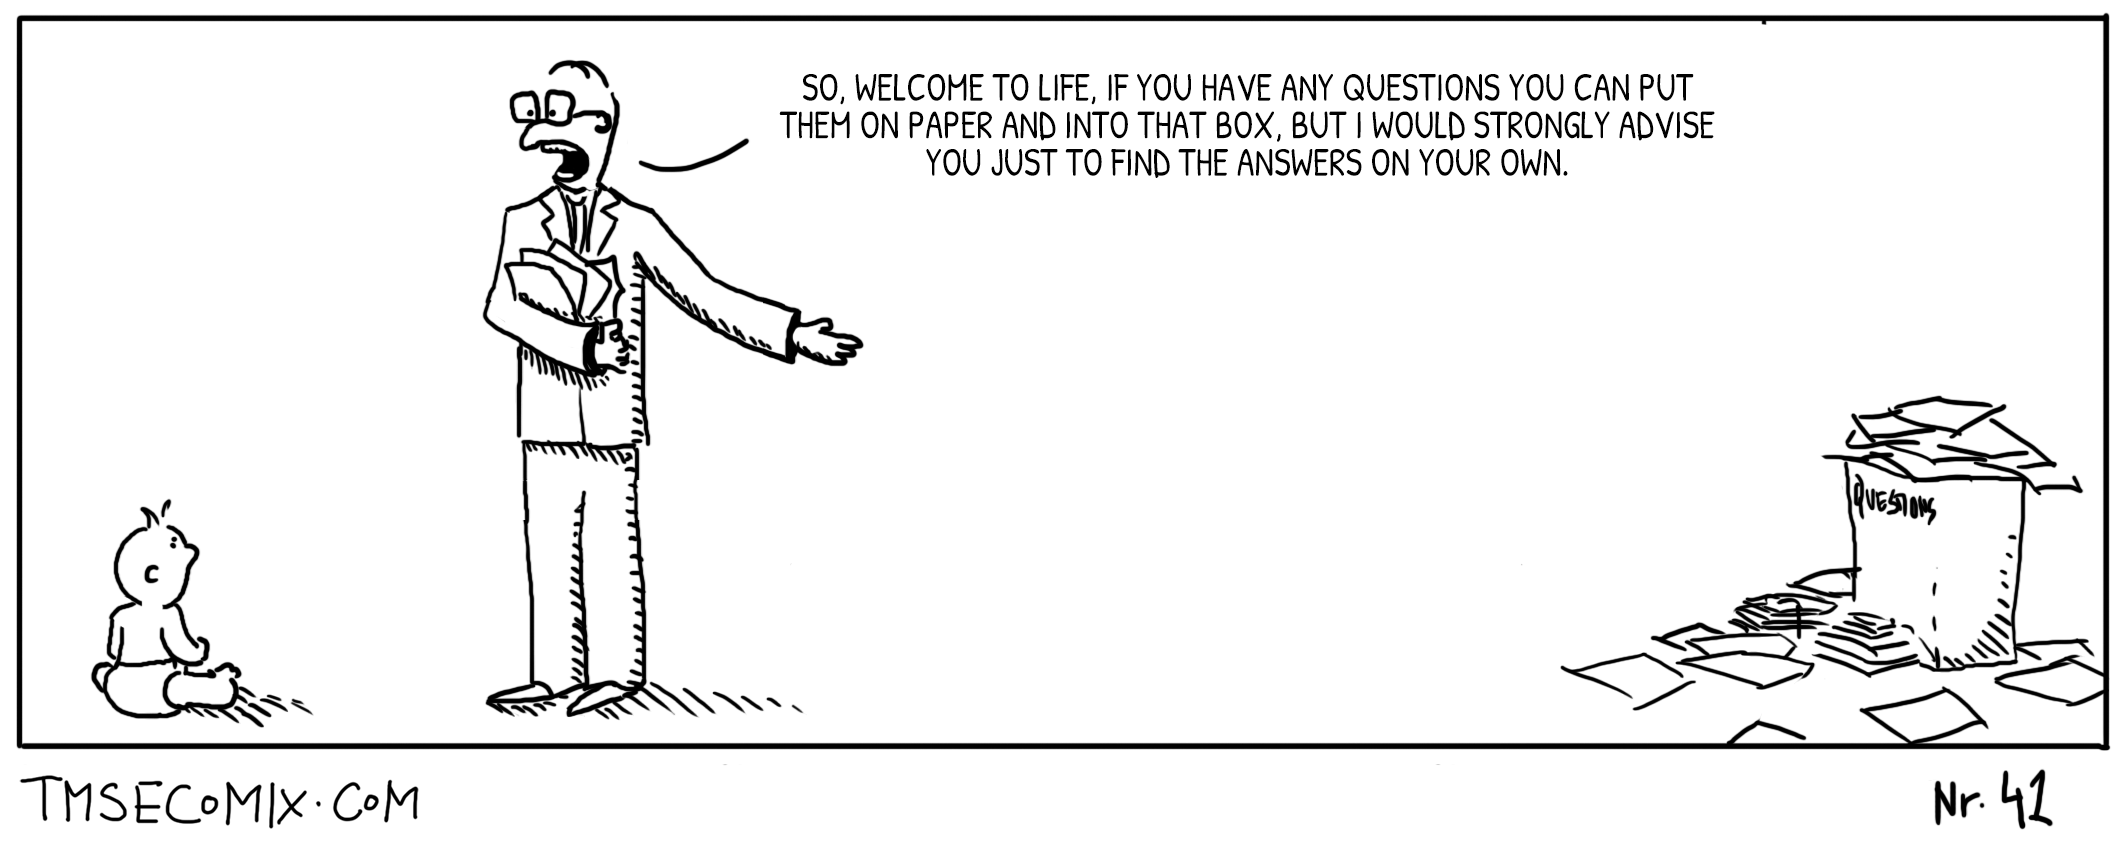 SO, WELCOME TO LIFE, IF YOU HAVE ANY QUESTIONS YOU CAN PUT
THEM ON PAPER AND INTO THAT BOX, BUT I WOULD STRONGLY ADVISE
YOU JUST TO FIND THE ANSWERS ON YOUR OWN.
QUESTIONS
TMSECOMIX.COM
Nr. 41